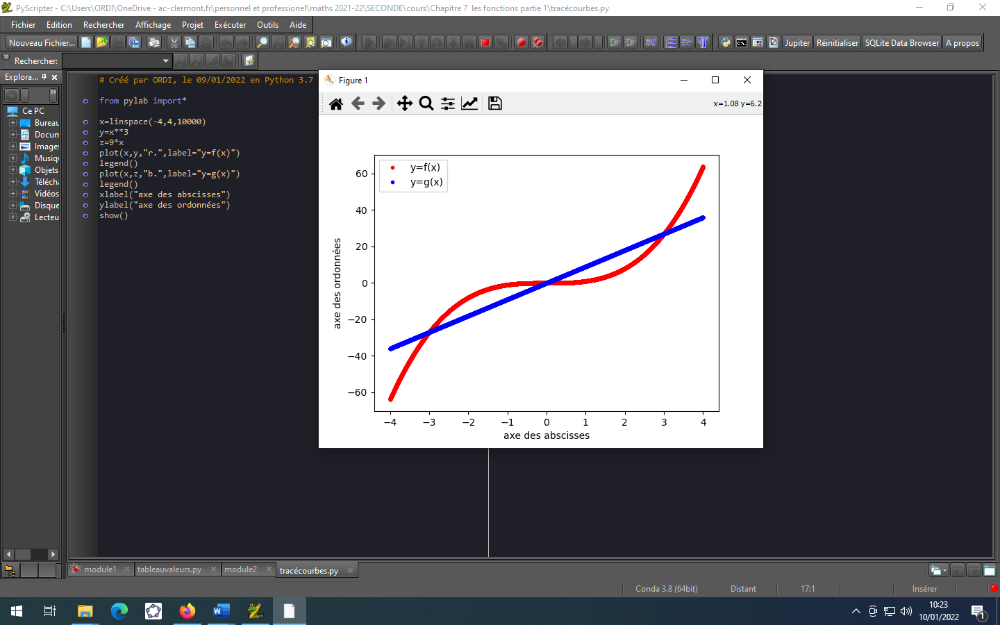 PyScripter - C:\Users\ORDI\OneDrive - ac-clermont.fr\personnel et professionel\maths 2021-22\SECONDE\cours\Chapitre 7  les fonctions partie 1\tracécourbes.py
Fichier Edition Rechercher Affichage Projet Exécuter Outils Aide
Nouveau Fichier... Jupiter Réinitialiser SQLite Data Browser A propos
Rechercher:
Explora...
Ce PC
Bureau
Docum
Images
Musiqu
Objets
Téléch
Vidéos
Disque
Lecteu
# Créé par ORDI, le 09/01/2022 en Python 3.7
from pylab import*
x=linspace(-4,4,10000)
y=x**3
z=9*x
plot(x,y,"r.",label="y=f(x)")
legend()
plot(x,z,"b.",label="y=g(x)")
legend()
xlabel("axe des abscisses")
ylabel("axe des ordonnées")
show()
Figure 1
x=1.08 y=6.2
y=f(x)
y=g(x)
axe des ordonnées
60
40
20
0
−20
−40
−60
−4 −3 −2 −1 0 1 2 3 4
axe des abscisses
module1 tableauvaleurs.py module2 tracécourbes.py
Conda 3.8 (64bit) Distant 17:1 Insérer
10:23
10/01/2022
1